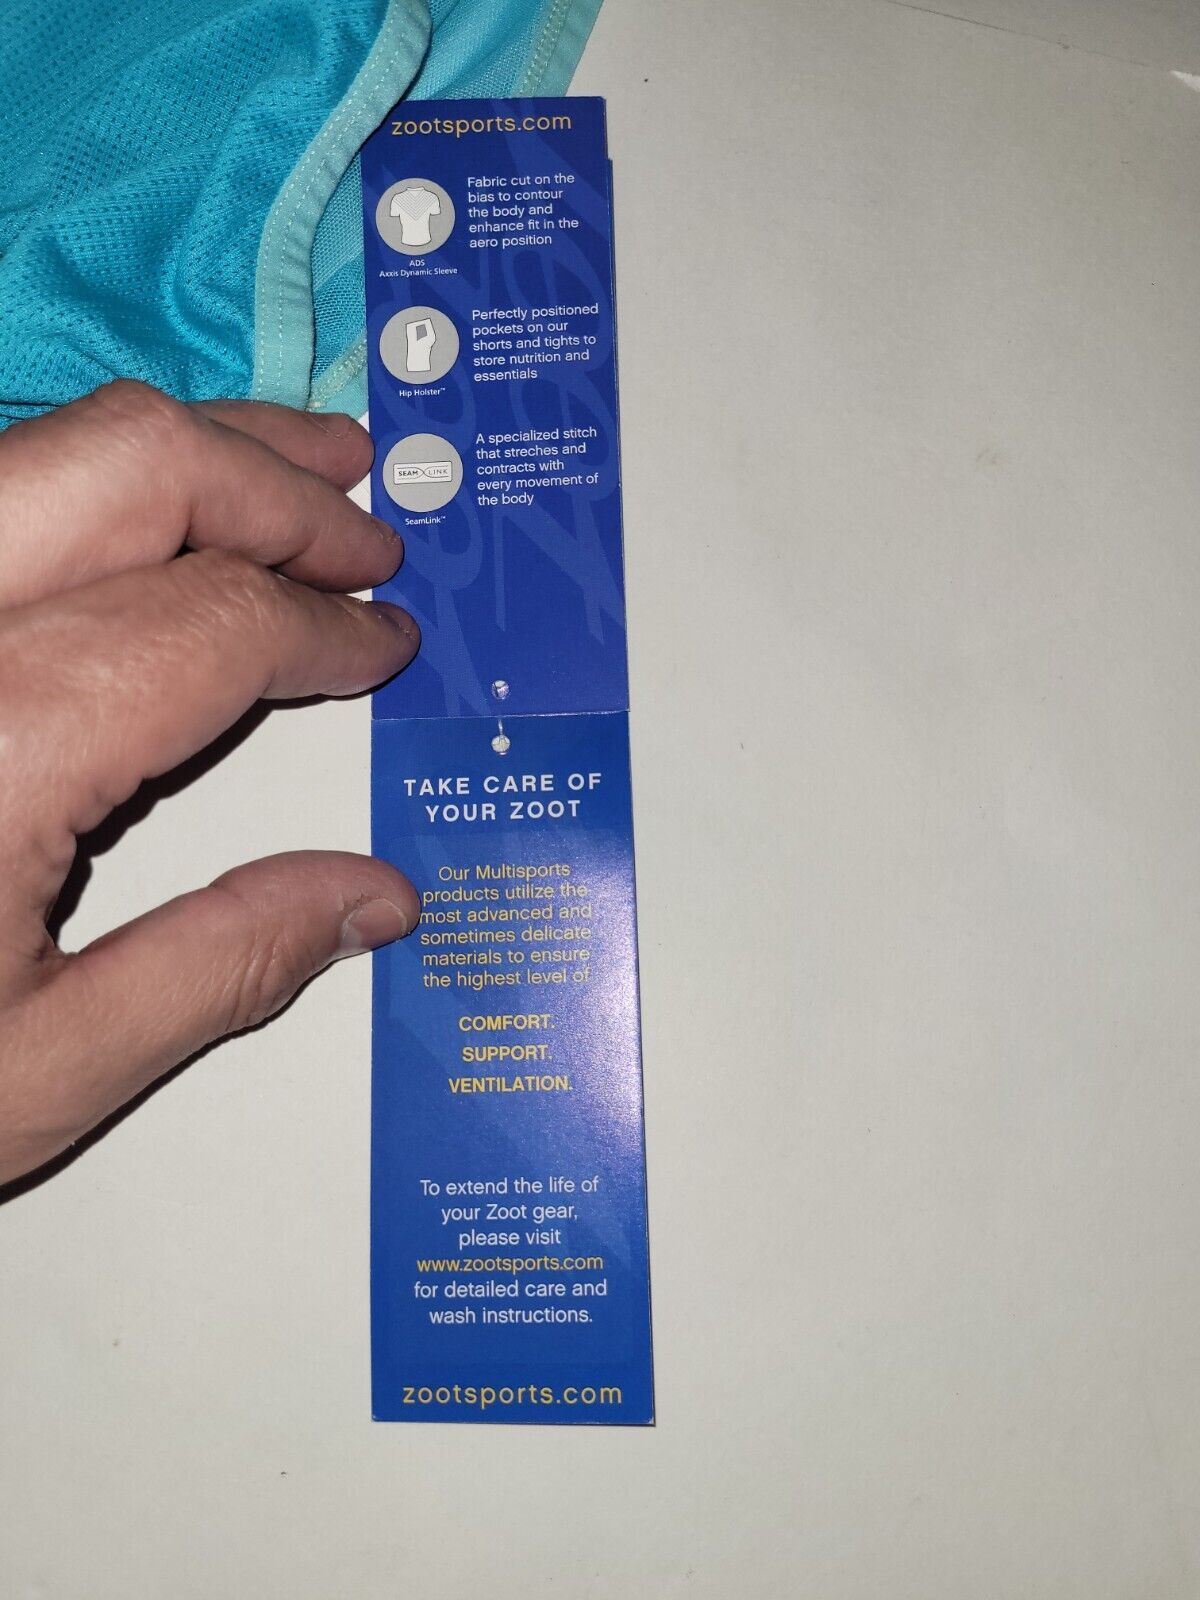 zootsports.com
Fabric cut on the
bias to contour
the body and
enhance fit in the
aero position
ADS
Axxis Dynamic Sleeve
Perfectly positioned
pockets on our
shorts and tights to
store nutrition and
essentials
Hip Holster™
A specialized stitch
that streches and
contracts with
every movement of
the body
SEAM LINK
SeamLink™
TAKE CARE OF
YOUR ZOOT
Our Multisports
products utilize the
most advanced and
sometimes delicate
materials to ensure
the highest level of
COMFORT.
SUPPORT.
VENTILATION.
To extend the life of
your Zoot gear,
please visit
www.zootsports.com
for detailed care and
wash instructions.
zootsports.com